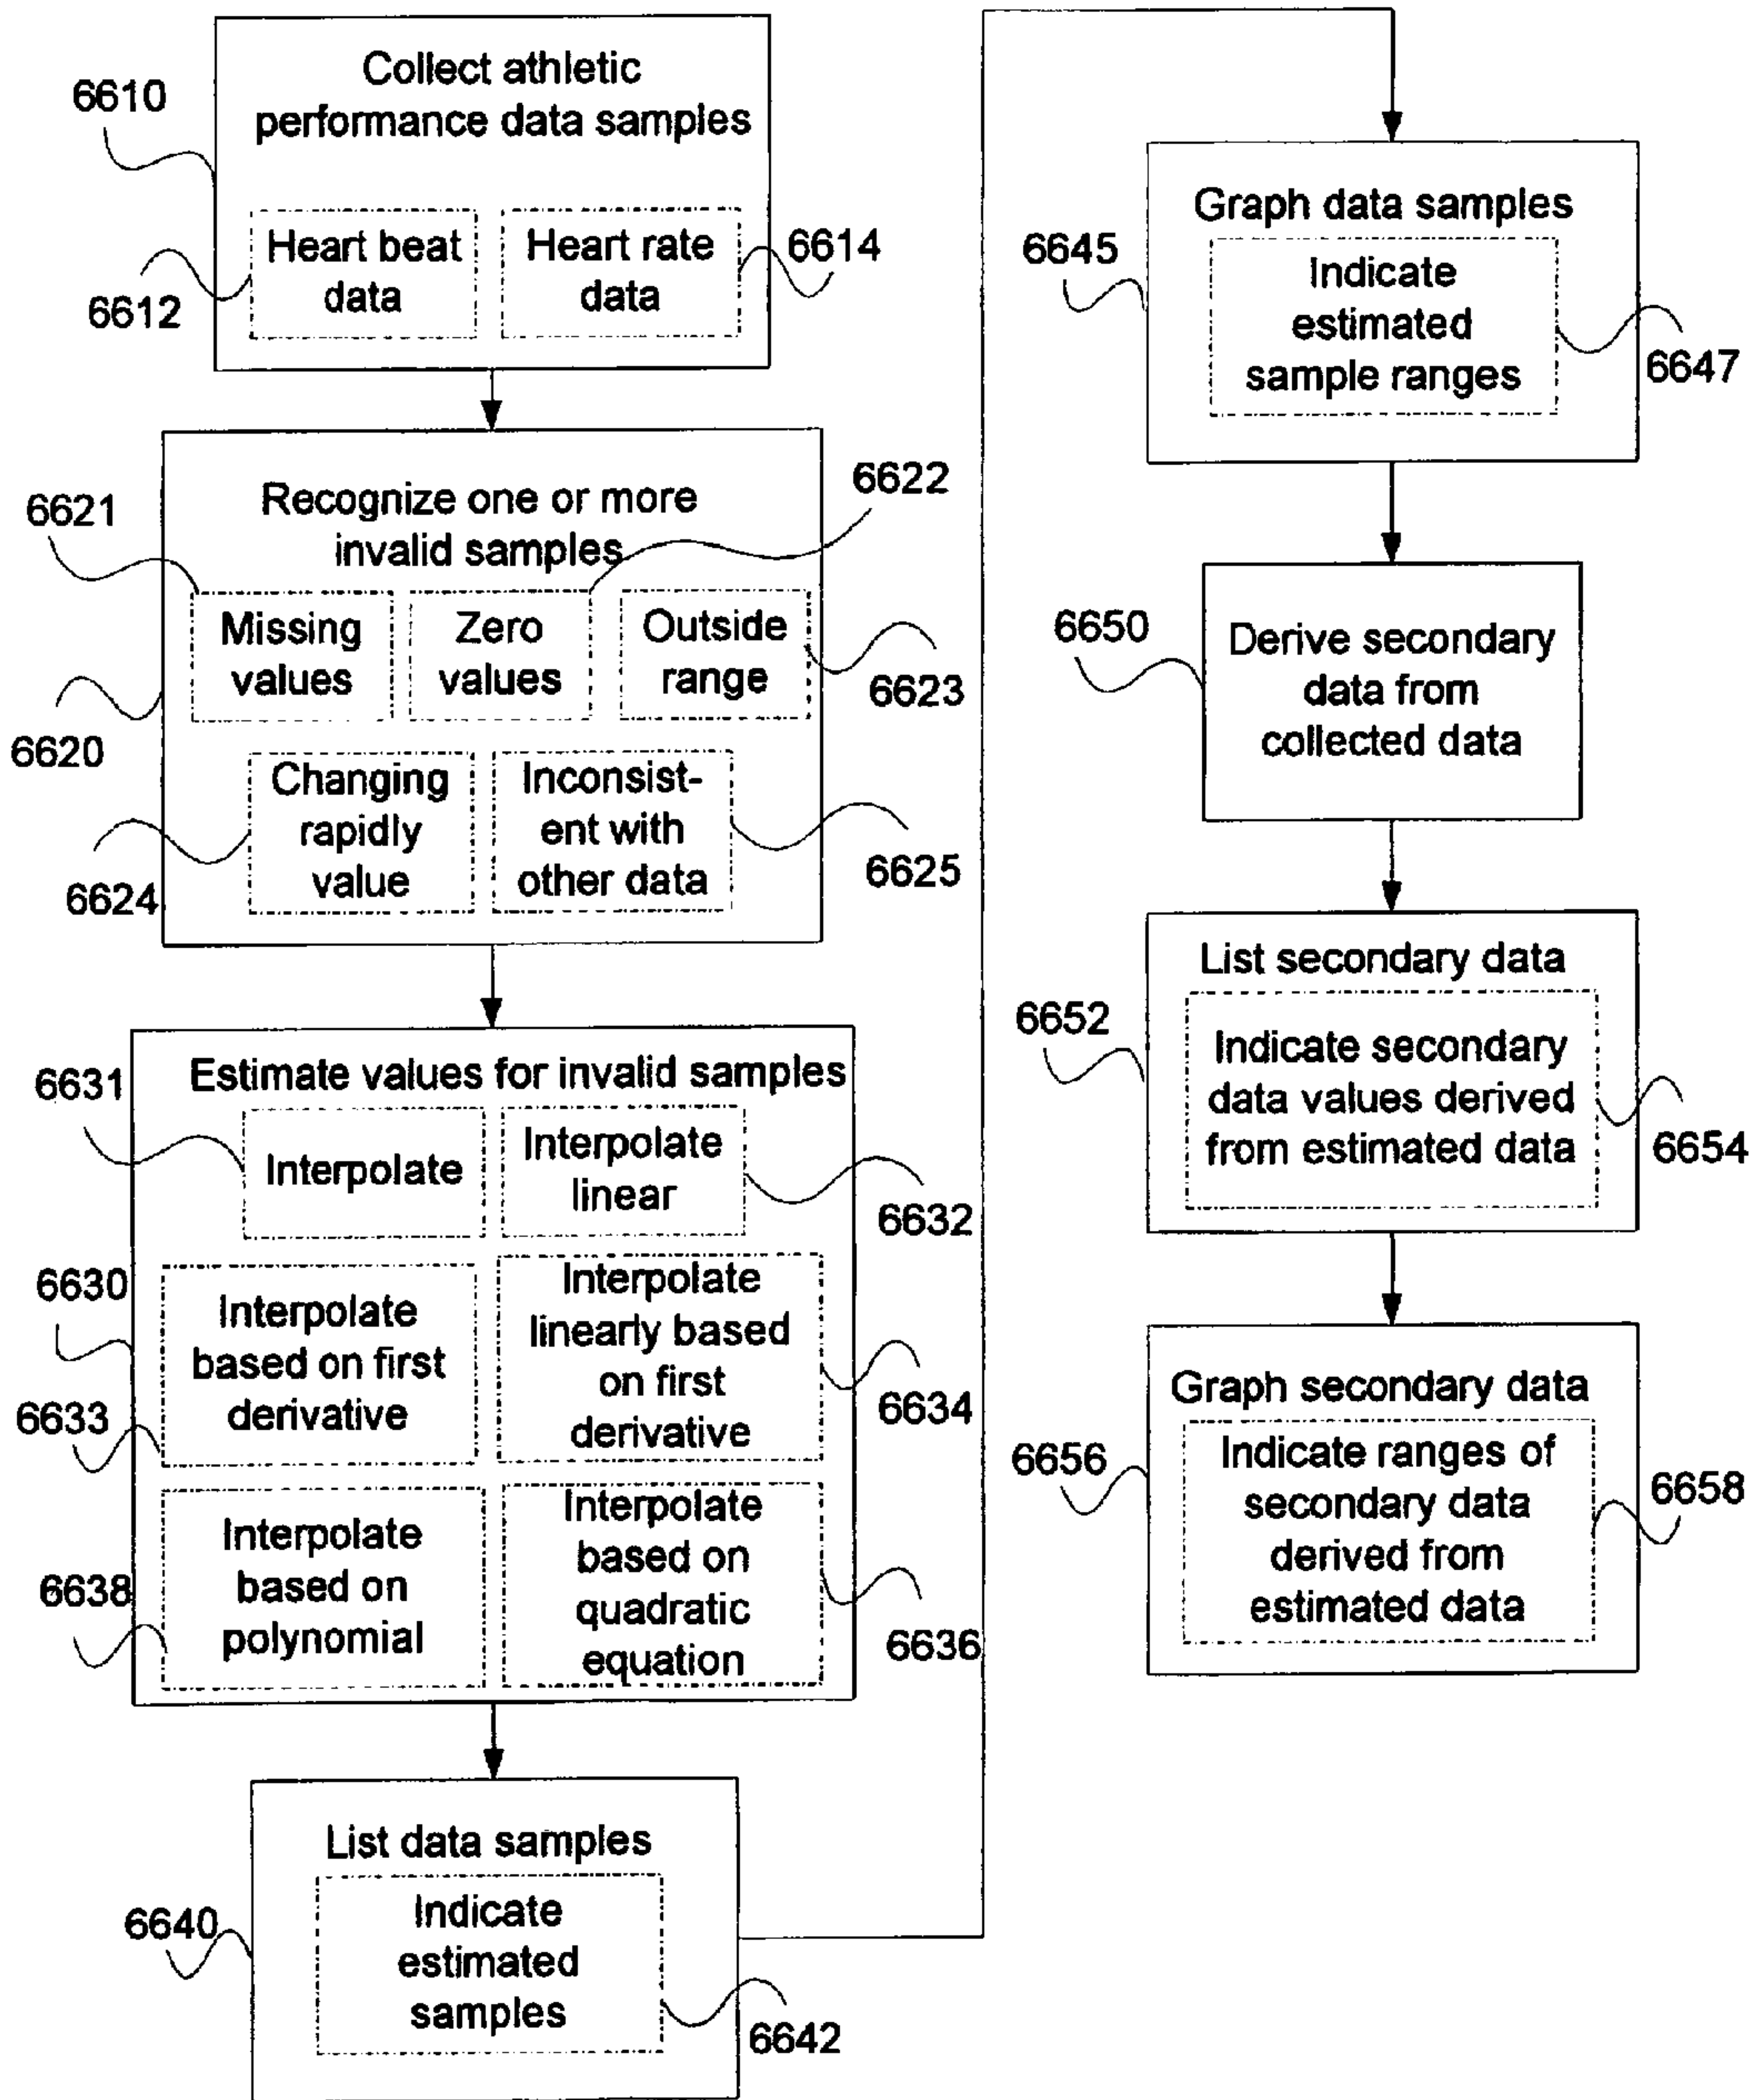 Collect athletic
performance data samples
6610
Heart beat
data
Heart rate
data
6614
6612
Recognize one or more
invalid samples
6622
6621
Missing
values
Zero
values
Outside
range
6623
6620
Changing
rapidly
value
Inconsist-
ent with
other data
6625
6624
Estimate values for invalid samples
6631
Interpolate
Interpolate
linear
6632
6630
Interpolate
based on first
derivative
Interpolate
linearly based
on first
derivative
6634
6633
Interpolate
based on
polynomial
6638
Interpolate
based on
quadratic
equation
6636
List data samples
6640
Indicate
estimated
samples
6642
Graph data samples
6645
Indicate
estimated
sample ranges
6647
6650
Derive secondary
data from
collected data
List secondary data
6652
Indicate secondary
data values derived
from estimated data
6654
Graph secondary data
6656
Indicate ranges of
secondary data
derived from
estimated data
6658